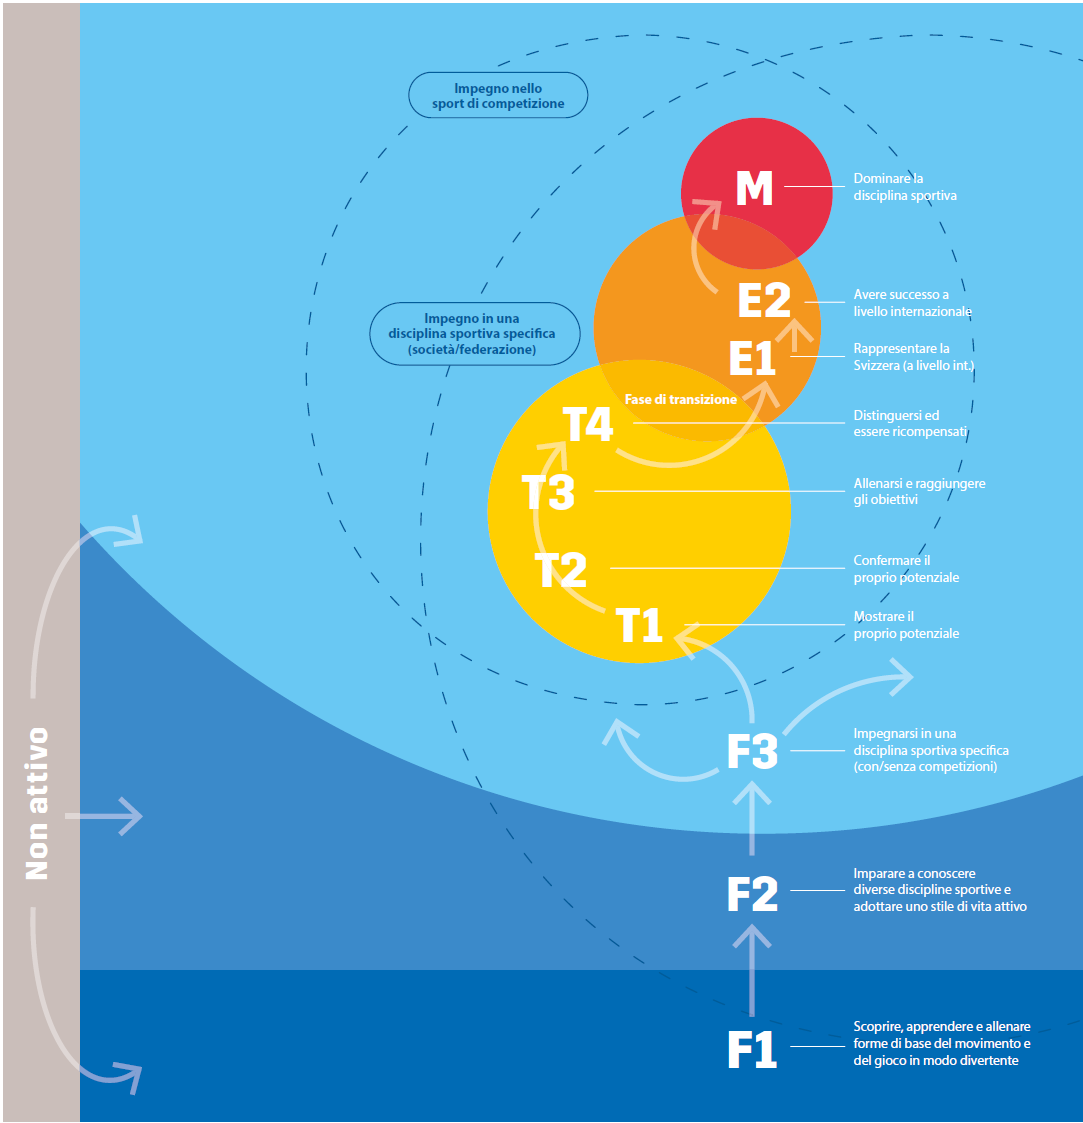 Impegno nello
sport di competizione
M
Dominare la
disciplina sportiva
E2
Avere successo a
livello internazionale
Impegno in una
disciplina sportiva specifica
(società/federazione)
E1
Rappresentare la
Svizzera (a livello int.)
Fase di transizione
T4
Distinguersi ed
essere ricompensati
T3
Allenarsi e raggiungere
gli obiettivi
T2
Confermare il
proprio potenziale
T1
Mostrare il
proprio potenziale
Non attivo
F3
Impegnarsi in una
disciplina sportiva specifica
(con/senza competizioni)
F2
Imparare a conoscere
diverse discipline sportive e
adottare uno stile di vita attivo
F1
Scoprire, apprendere e allenare
forme di base del movimento e
del gioco in modo divertente